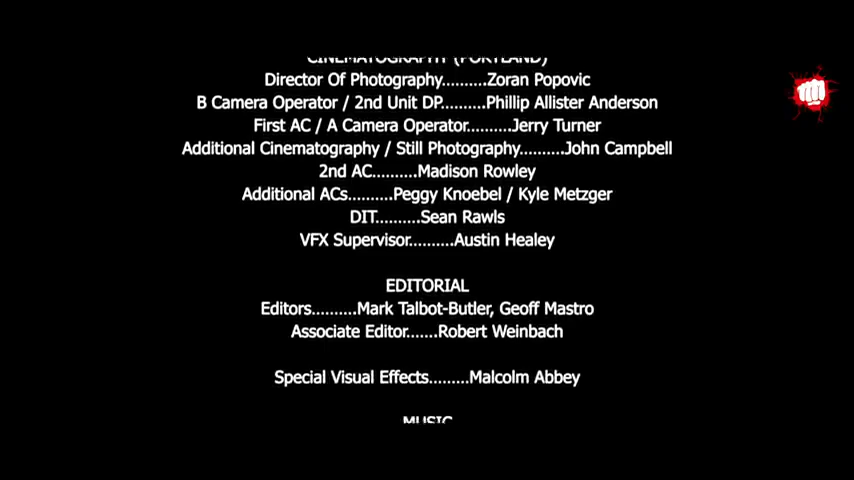 CINEMATOGRAPHY (PORTLAND)
Director Of Photography..........Zoran Popovic
B Camera Operator / 2nd Unit DP..........Phillip Allister Anderson
First AC / A Camera Operator..........Jerry Turner
Additional Cinematography / Still Photography..........John Campbell
2nd AC..........Madison Rowley
Additional ACs..........Peggy Knoebel / Kyle Metzger
DIT..........Sean Rawls
VFX Supervisor..........Austin Healey
EDITORIAL
Editors..........Mark Talbot-Butler, Geoff Mastro
Associate Editor.......Robert Weinbach
Special Visual Effects.........Malcolm Abbey
MUSIC